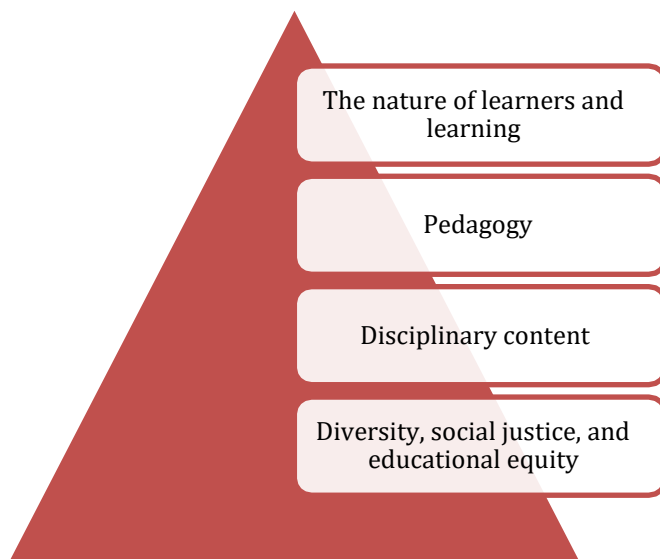 The nature of learners and
learning
Pedagogy
Disciplinary content
Diversity, social justice, and
educational equity